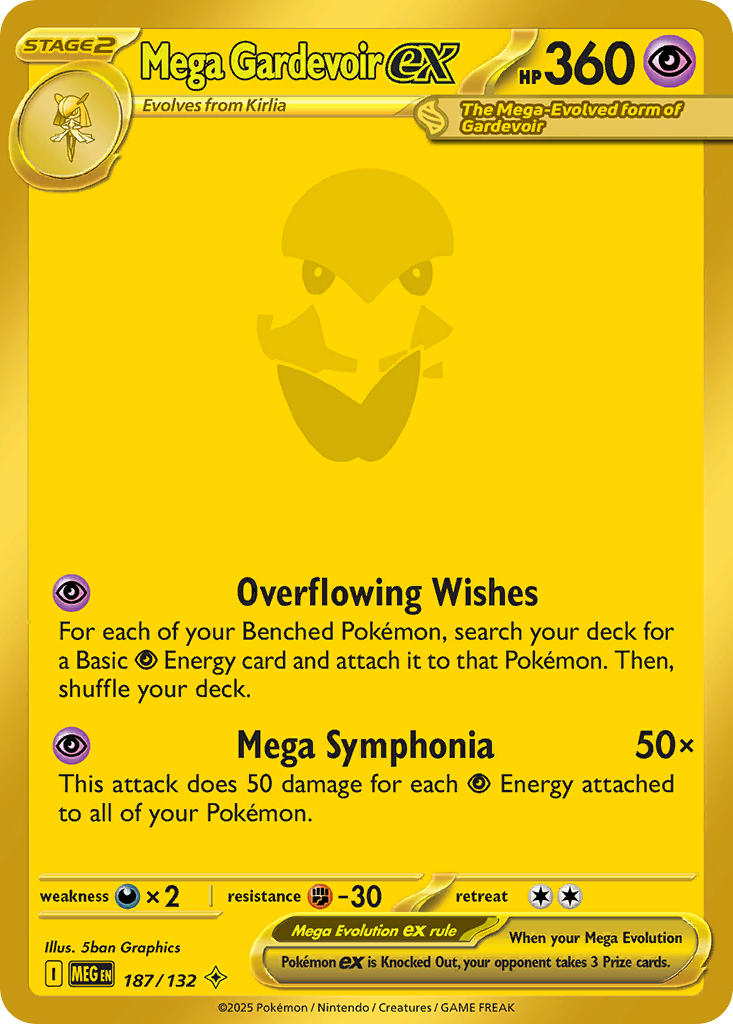 STAGE2
Mega Gardevoir ex
HP 360
Evolves from Kirlia
The Mega-Evolved form of
Gardevoir
Overflowing Wishes
For each of your Benched Pokémon, search your deck for
a Basic Energy card and attach it to that Pokémon. Then,
shuffle your deck.
Mega Symphonia 50×
This attack does 50 damage for each Energy attached
to all of your Pokémon.
weakness ×2 resistance -30 retreat
Illus. 5ban Graphics
I MEG EN 187/132
Mega Evolution ex rule
When your Mega Evolution
Pokémon ex is Knocked Out, your opponent takes 3 Prize cards.
©2025 Pokémon / Nintendo / Creatures / GAME FREAK